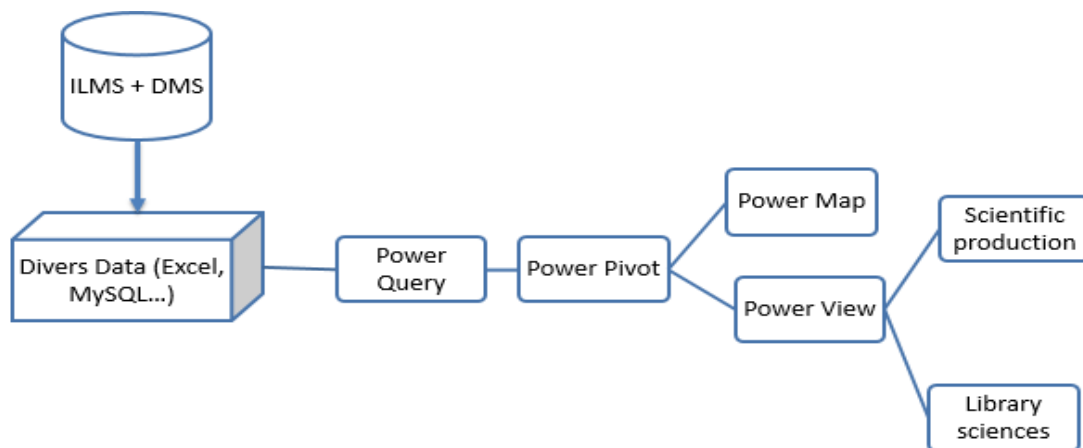 ILMS + DMS
Divers Data (Excel,
MySQL...)
Power
Query
Power Pivot
Power Map
Power View
Scientific
production
Library
sciences